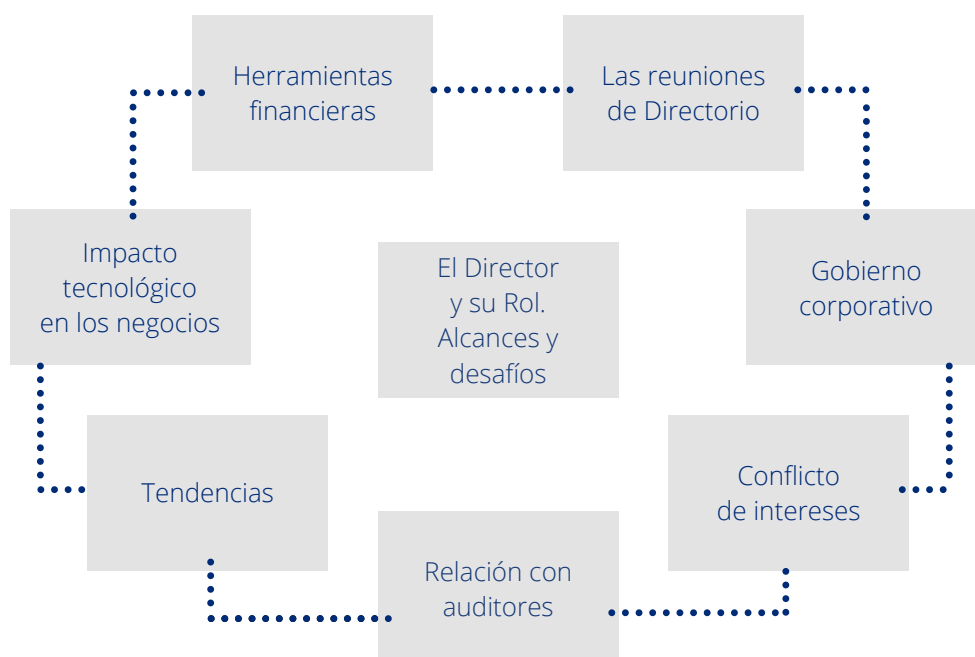 Herramientas
financieras
Las reuniones
de Directorio
Impacto
tecnológico
en los negocios
El Director
y su Rol.
Alcances y
desafíos
Gobierno
corporativo
Tendencias
Conflicto
de intereses
Relación con
auditores